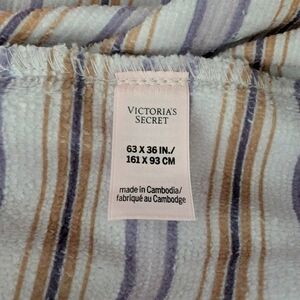 VICTORIA'S
SECRET
63 X 36 IN./
161 X 93 CM
made in Cambodia/
fabriqué au Cambodge